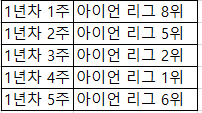 1년차 1주 아이언 리그 8위
1년차 2주 아이언 리그 5위
1년차 3주 아이언 리그 2위
1년차 4주 아이언 리그 1위
1년차 5주 아이언 리그 6위